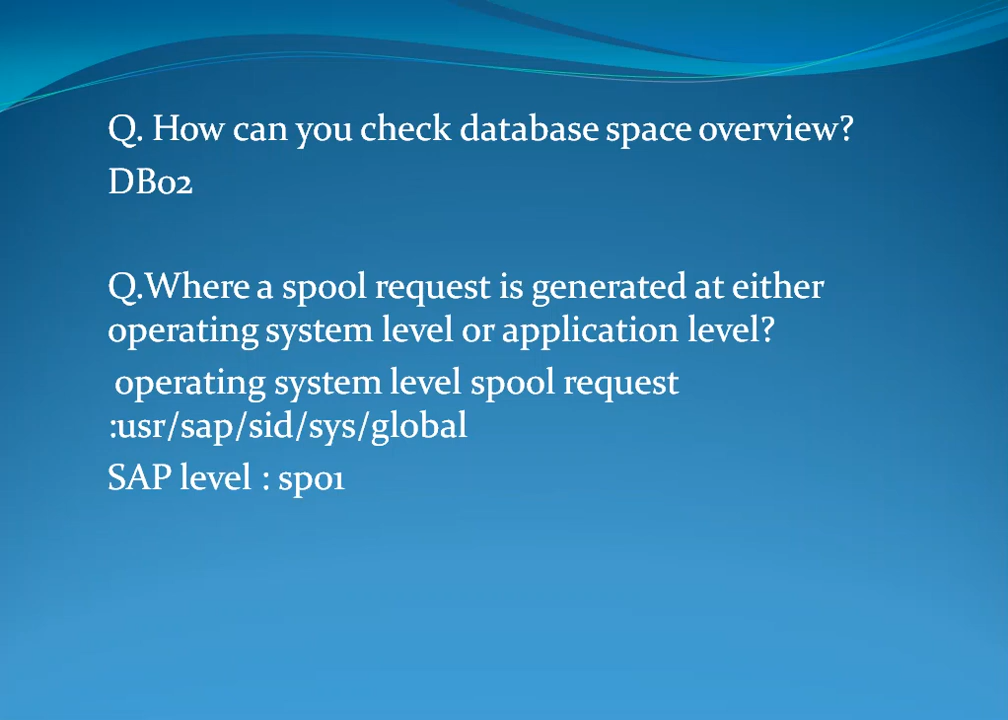 Q. How can you check database space overview?
DB02
Q.Where a spool request is generated at either
operating system level or application level?
operating system level spool request
:usr/sap/sid/sys/global
SAP level : sp01